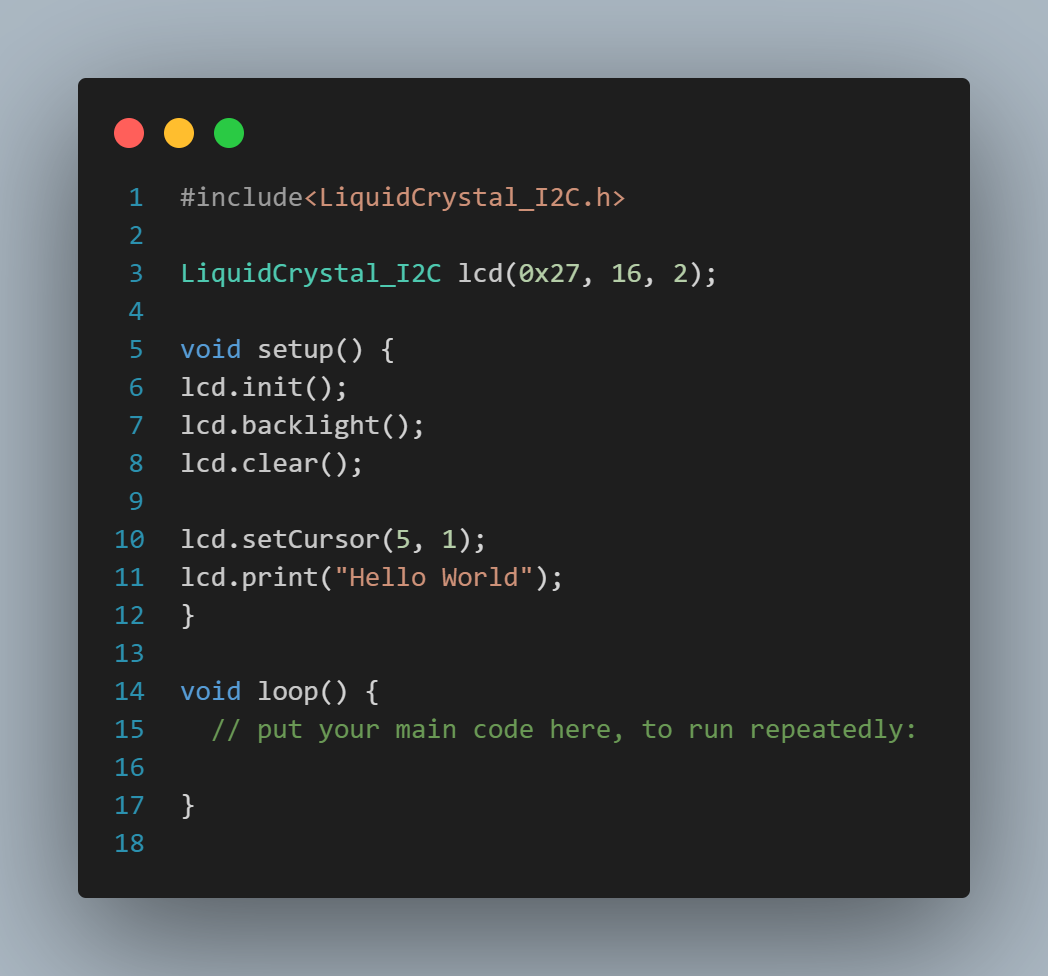 1 #include<LiquidCrystal_I2C.h>
2
3 LiquidCrystal_I2C lcd(0x27, 16, 2);
4
5 void setup() {
6 lcd.init();
7 lcd.backlight();
8 lcd.clear();
9
10 lcd.setCursor(5, 1);
11 lcd.print("Hello World");
12 }
13
14 void loop() {
15   // put your main code here, to run repeatedly:
16
17 }
18